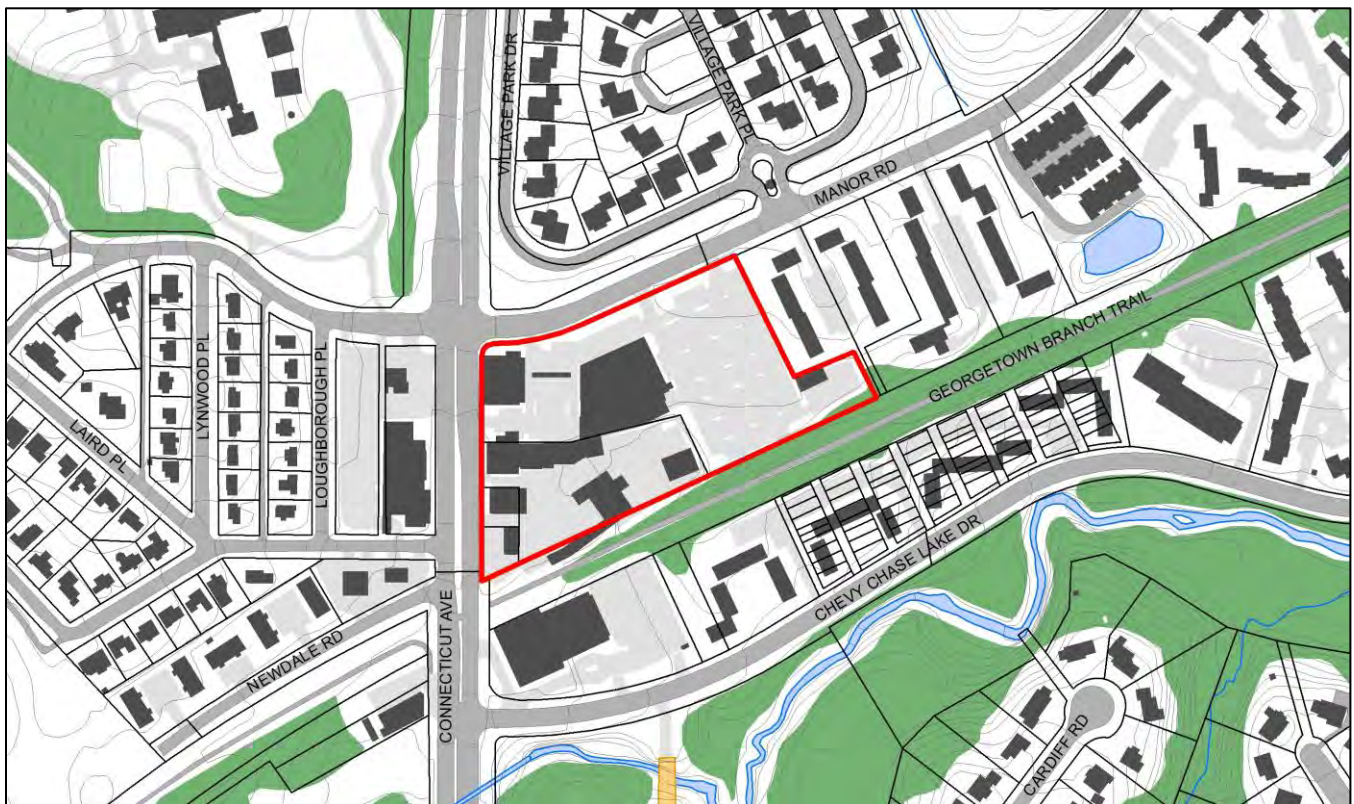 VILLAGE PARK DR
VILLAGE PARK PL
MANOR RD
GEORGETOWN BRANCH TRAIL
LYNWOOD PL
LOUGHBOROUGH PL
LAIRD PL
CHEVY CHASE LAKE DR
NEWDALE RD
CONNECTICUT AVE
CARDIFF RD